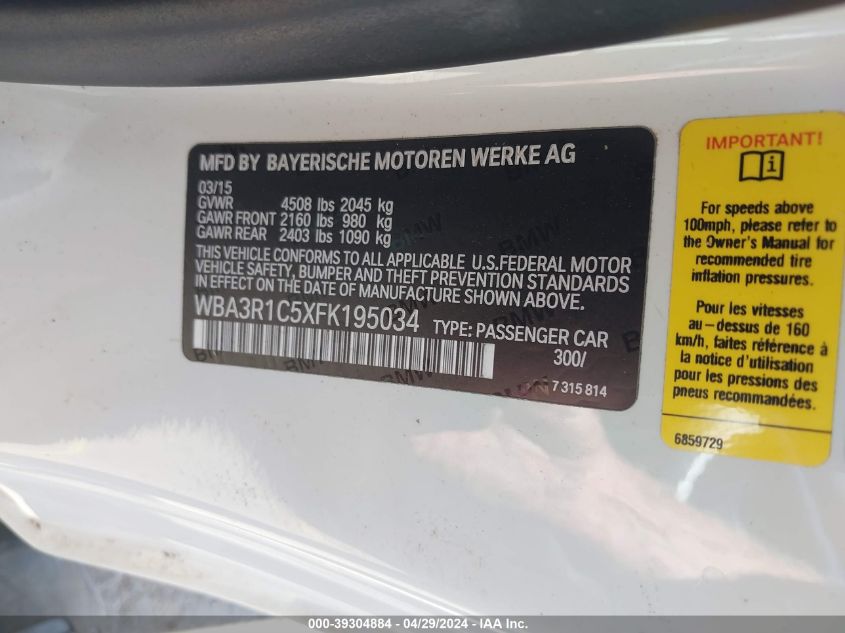 MFD BY BAYERISCHE MOTOREN WERKE AG
03/15
GVWR 4508 lbs 2045 kg
GAWR FRONT 2160 lbs 980 kg
GAWR REAR 2403 lbs 1090 kg
THIS VEHICLE CONFORMS TO ALL APPLICABLE U.S.FEDERAL MOTOR
VEHICLE SAFETY, BUMPER AND THEFT PREVENTION STANDARDS
IN EFFECT ON THE DATE OF MANUFACTURE SHOWN ABOVE.
WBA3R1C5XFK195034 TYPE: PASSENGER CAR
300/
7 315 814
IMPORTANT!
For speeds above
100mph, please refer to
the Owner's Manual for
recommended tire
inflation pressures.
Pour les vitesses
au-dessus de 160
km/h, faites référence à
la notice d'utilisation
pour les pressions des
pneus recommandées.
6859729
000-39304884 - 04/29/2024 - IAA Inc.